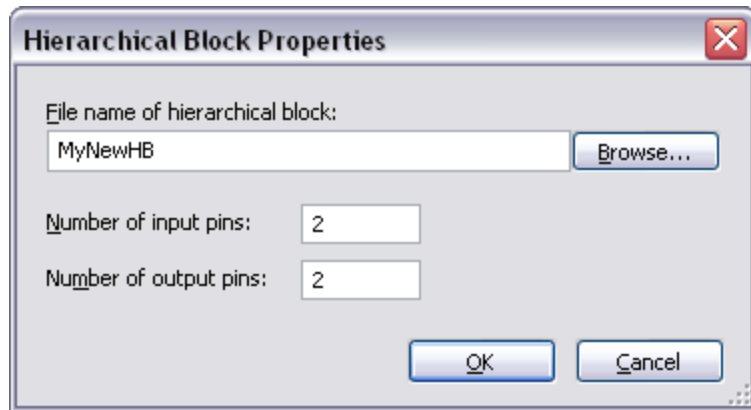 Hierarchical Block Properties
File name of hierarchical block:
MyNewHB Browse...
Number of input pins: 2
Number of output pins: 2
OK Cancel